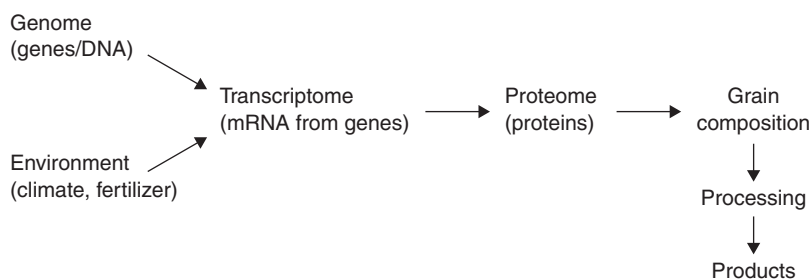 Genome
(genes/DNA)
Transcriptome
(mRNA from genes)
Proteome
(proteins)
Grain
composition
Environment
(climate, fertilizer)
Processing
Products